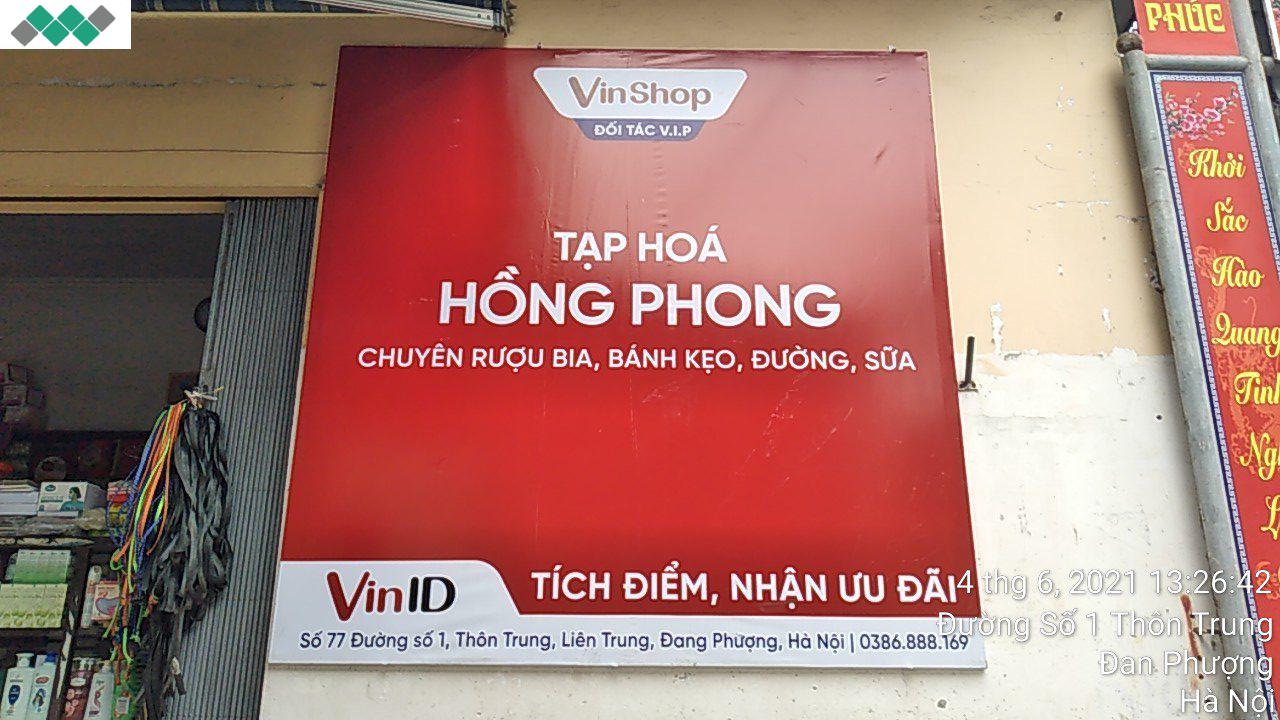 VinShop
ĐỐI TÁC V.I.P
TẠP HOÁ
HỒNG PHONG
CHUYÊN RƯỢU BIA, BÁNH KẸO, ĐƯỜNG, SỮA
VinID
TÍCH ĐIỂM, NHẬN ƯU ĐÃI
Số 77 Đường số 1, Thôn Trung, Liên Trung, Đang Phượng, Hà Nội | 0386.888.169
PHÚC
Khởi
Sắc
Hào
Quang
4 thg 6, 2021 13:26:42
Đường Số 1 Thôn Trung
Đan Phượng
Hà Nội